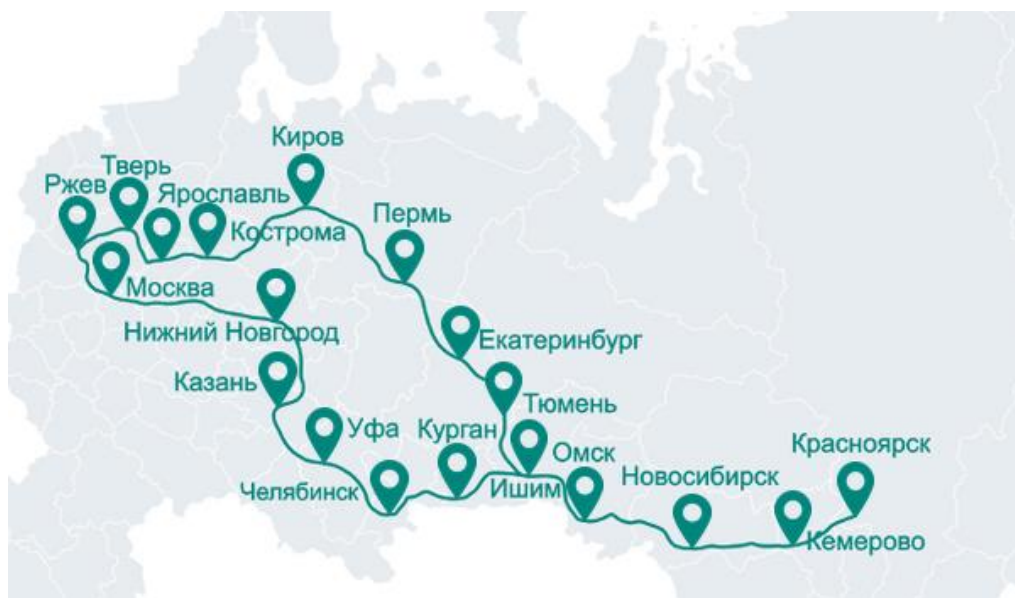 Киров
Тверь
Ржев
Ярославль
Пермь
Кострома
Москва
Нижний Новгород
Екатеринбург
Казань
Тюмень
Уфа
Курган
Красноярск
Омск
Новосибирск
Челябинск
Ишим
Кемерово